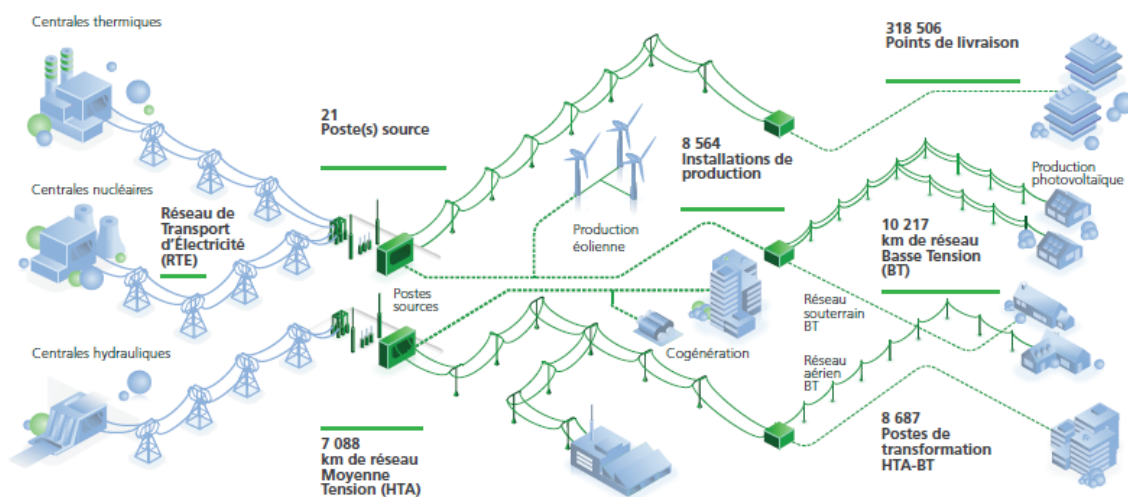 Centrales thermiques
318 506
Points de livraison
21
Poste(s) source
8 564
Installations de
production
Production
photovoltaïque
Centrales nucléaires
Réseau de
Transport
d'Électricité
(RTE)
Production
éolienne
10 217
km de réseau
Basse Tension
(BT)
Postes
sources
Réseau
souterrain
BT
Centrales hydrauliques
Cogénération
Réseau
aérien
BT
7 088
km de réseau
Moyenne
Tension (HTA)
8 687
Postes de
transformation
HTA-BT